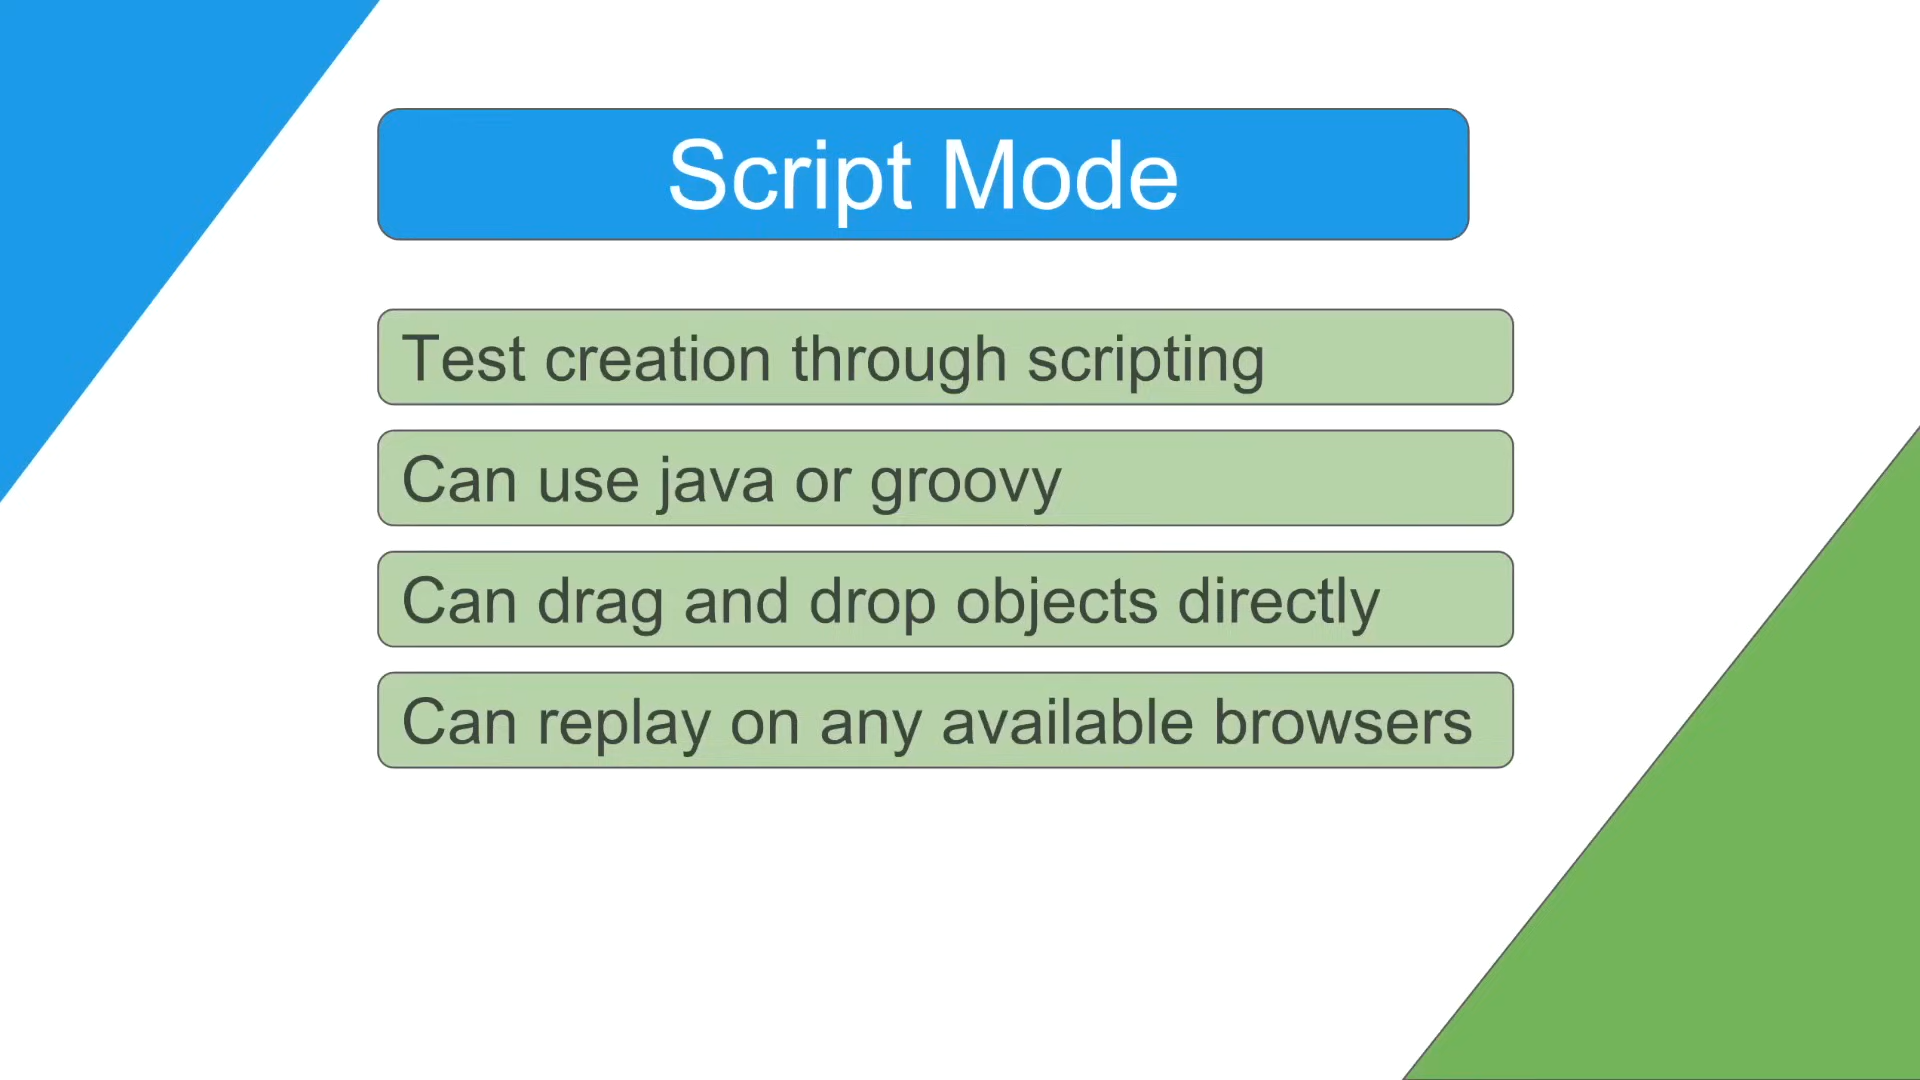 Script Mode
Test creation through scripting
Can use java or groovy
Can drag and drop objects directly
Can replay on any available browsers